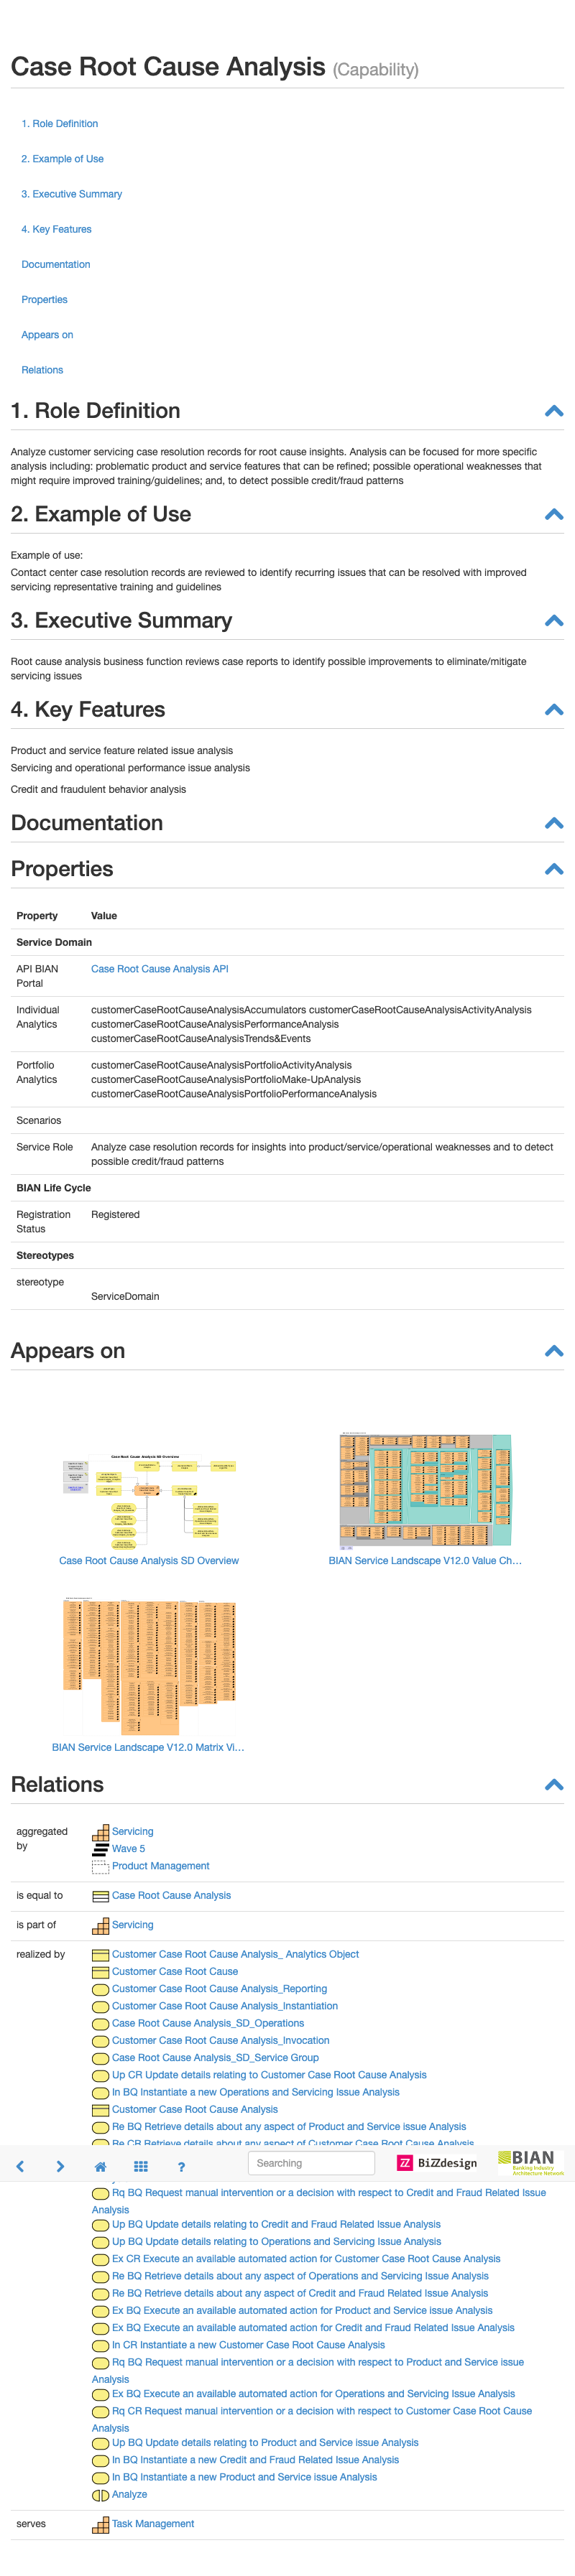 Case Root Cause Analysis (Capability)
1. Role Definition
2. Example of Use
3. Executive Summary
4. Key Features
Documentation
Properties
Appears on
Relations
1. Role Definition
Analyze customer servicing case resolution records for root cause insights. Analysis can be focused for more specific
analysis including: problematic product and service features that can be refined; possible operational weaknesses that
might require improved training/guidelines; and, to detect possible credit/fraud patterns
2. Example of Use
Example of use:
Contact center case resolution records are reviewed to identify recurring issues that can be resolved with improved
servicing representative training and guidelines
3. Executive Summary
Root cause analysis business function reviews case reports to identify possible improvements to eliminate/mitigate
servicing issues
4. Key Features
Product and service feature related issue analysis
Servicing and operational performance issue analysis
Credit and fraudulent behavior analysis
Documentation
Properties
Property Value
Service Domain
API BIAN Case Root Cause Analysis API
Portal
Individual customerCaseRootCauseAnalysisAccumulators customerCaseRootCauseAnalysisActivityAnalysis
Analytics customerCaseRootCauseAnalysisPerformanceAnalysis
customerCaseRootCauseAnalysisTrends&Events
Portfolio customerCaseRootCauseAnalysisPortfolioActivityAnalysis
Analytics customerCaseRootCauseAnalysisPortfolioMake-UpAnalysis
customerCaseRootCauseAnalysisPortfolioPerformanceAnalysis
Scenarios
Service Role Analyze case resolution records for insights into product/service/operational weaknesses and to detect
possible credit/fraud patterns
BIAN Life Cycle
Registration Registered
Status
Stereotypes
stereotype
ServiceDomain
Appears on
Case Root Cause Analysis SD Overview
Case Root Cause Analysis SD Overview
BIAN Service Landscape V12.0 Value Ch...
BIAN Service Landscape V12.0 Matrix Vi...
Relations
aggregated Servicing
by Wave 5
Product Management
is equal to Case Root Cause Analysis
is part of Servicing
realized by Customer Case Root Cause Analysis_ Analytics Object
Customer Case Root Cause
Customer Case Root Cause Analysis_Reporting
Customer Case Root Cause Analysis_Instantiation
Case Root Cause Analysis_SD_Operations
Customer Case Root Cause Analysis_Invocation
Case Root Cause Analysis_SD_Service Group
Up CR Update details relating to Customer Case Root Cause Analysis
In BQ Instantiate a new Operations and Servicing Issue Analysis
Customer Case Root Cause Analysis
Re BQ Retrieve details about any aspect of Product and Service issue Analysis
Re CR Retrieve details about any aspect of Customer Case Root Cause Analysis
? Searching BiZZdesign BIAN
Banking Industry
Architecture Network
Rq BQ Request manual intervention or a decision with respect to Credit and Fraud Related Issue
Analysis
Up BQ Update details relating to Credit and Fraud Related Issue Analysis
Up BQ Update details relating to Operations and Servicing Issue Analysis
Ex CR Execute an available automated action for Customer Case Root Cause Analysis
Re BQ Retrieve details about any aspect of Operations and Servicing Issue Analysis
Re BQ Retrieve details about any aspect of Credit and Fraud Related Issue Analysis
Ex BQ Execute an available automated action for Product and Service issue Analysis
Ex BQ Execute an available automated action for Credit and Fraud Related Issue Analysis
In CR Instantiate a new Customer Case Root Cause Analysis
Rq BQ Request manual intervention or a decision with respect to Product and Service issue
Analysis
Ex BQ Execute an available automated action for Operations and Servicing Issue Analysis
Rq CR Request manual intervention or a decision with respect to Customer Case Root Cause
Analysis
Up BQ Update details relating to Product and Service issue Analysis
In BQ Instantiate a new Credit and Fraud Related Issue Analysis
In BQ Instantiate a new Product and Service issue Analysis
Analyze
serves Task Management